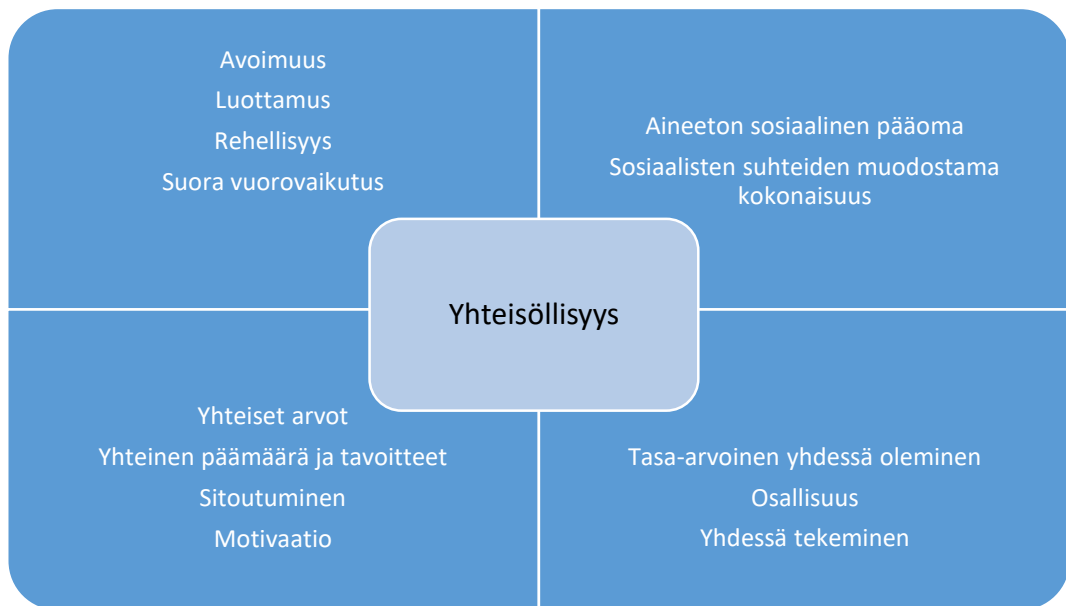 Avoimuus
Luottamus
Rehellisyys
Suora vuorovaikutus
Aineeton sosiaalinen pääoma
Sosiaalisten suhteiden muodostama
kokonaisuus
Yhteisöllisyys
Yhteiset arvot
Yhteinen päämäärä ja tavoitteet
Sitoutuminen
Motivaatio
Tasa-arvoinen yhdessä oleminen
Osallisuus
Yhdessä tekeminen